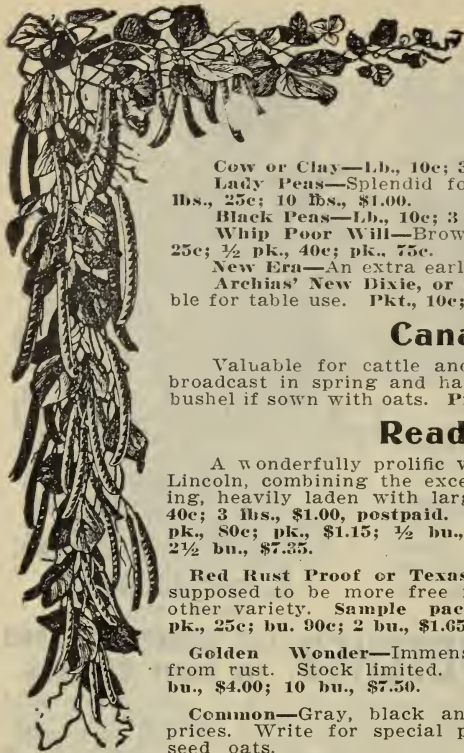 Cow or Clay—Lb., 10c; 3
Lady Peas—Splendid fo
lbs., 25c; 10 lbs., $1.00.
Black Peas—Lb., 10c; 3
Whip Poor Will—Brow
25c; ½ pk., 40c; pk., 75c.
New Era—An extra earl
Archias' New Dixie, or
ble for table use. Pkt., 10c;
Cana
Valuable for cattle and
broadcast in spring and ha
bushel if sown with oats. P
Read
A wonderfully prolific v
Lincoln, combining the exce
ing, heavily laden with larg
40c; 3 lbs., $1.00, postpaid.
pk., 80c; pk., $1.15; ½ bu.,
2½ bu., $7.35.
Red Rust Proof or Texas
supposed to be more free
other variety. Sample pac
pk., 25c; bu. 90c; 2 bu., $1.65
Golden Wonder—Immens
from rust. Stock limited.
bu., $4.00; 10 bu., $7.50.
Common—Gray, black an
prices. Write for special p
seed oats.